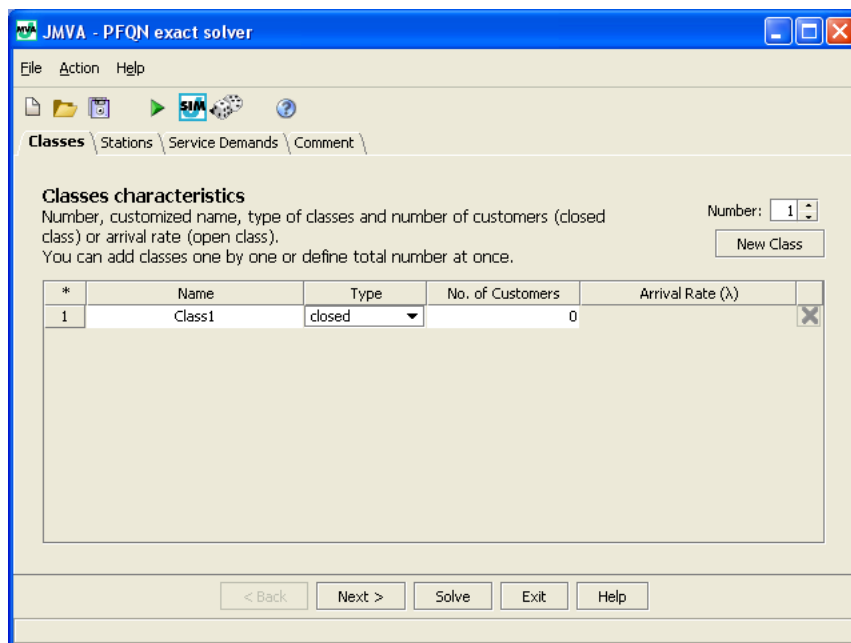 MVA JMVA - PFQN exact solver
File Action Help
SIM
Classes Stations Service Demands Comment
Classes characteristics
Number, customized name, type of classes and number of customers (closed
class) or arrival rate (open class).
You can add classes one by one or define total number at once.
Number: 1
New Class
* Name Type No. of Customers Arrival Rate (λ)
1 Class1 closed 0
< Back Next > Solve Exit Help